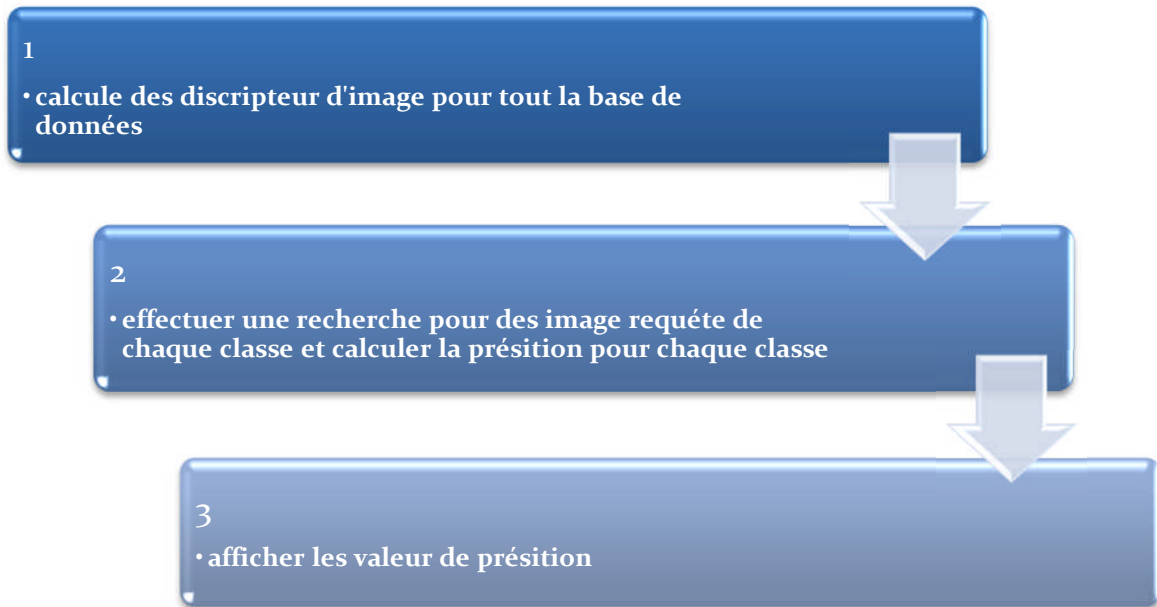 1
• calcule des discripteur d'image pour tout la base de
données
2
• effectuer une recherche pour des image requéte de
chaque classe et calculer la présition pour chaque classe
3
• afficher les valeur de présition